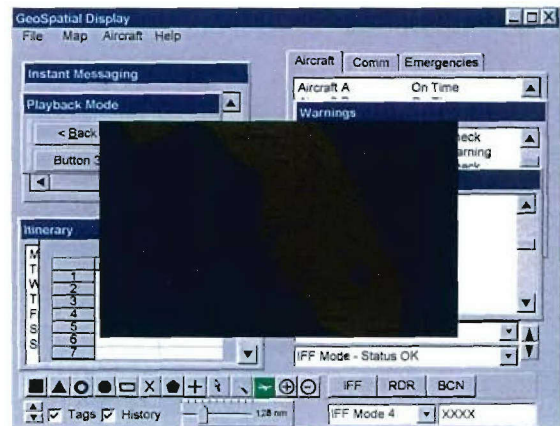 GeoSpatial Display
File Map Aircraft Help
Instant Messaging
Playback Mode
< Back
Button 3
Aircraft Comm Emergencies
Aircraft A On Time
Warnings
Itinerary
M
T
W
T
F
S
S
1
2
3
4
5
6
7
IFF Mode - Status OK
IFF RDR BCN
Tags History 128 nm
IFF Mode 4 XXXX